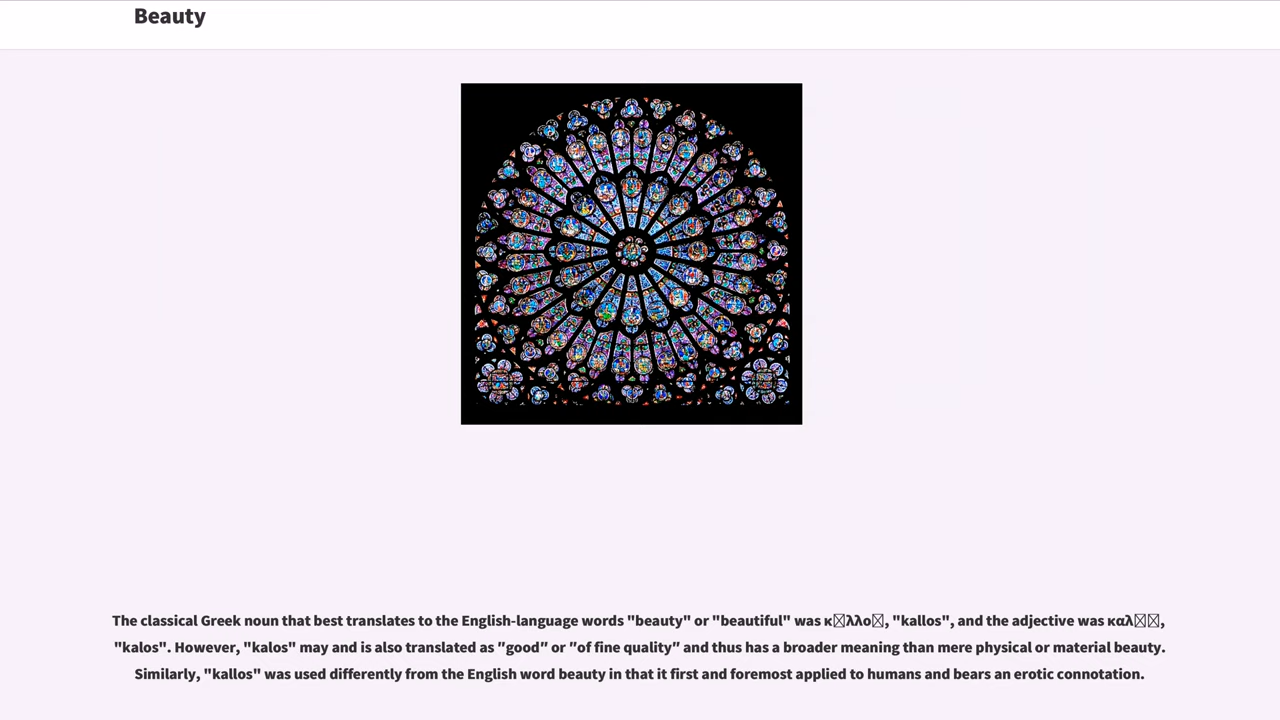 Beauty
The classical Greek noun that best translates to the English-language words "beauty" or "beautiful" was κ☒λλο☒, "kallos", and the adjective was καλ☒☒,
"kalos". However, "kalos" may and is also translated as ″good″ or ″of fine quality″ and thus has a broader meaning than mere physical or material beauty.
Similarly, "kallos" was used differently from the English word beauty in that it first and foremost applied to humans and bears an erotic connotation.